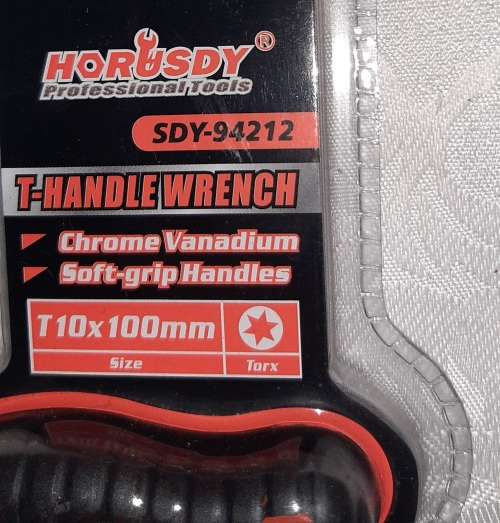 HORUSDY®
Professional Tools
SDY-94212
T-HANDLE WRENCH
Chrome Vanadium
Soft-grip Handles
T10x100mm
Size Torx